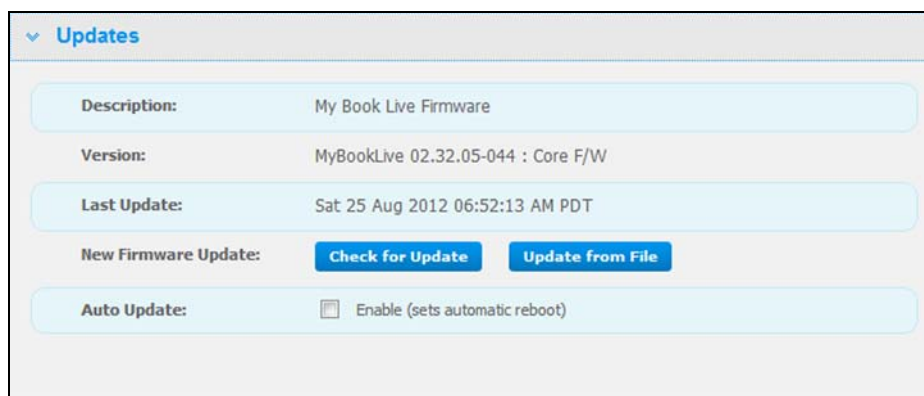 Updates
Description: My Book Live Firmware
Version: MyBookLive 02.32.05-044 : Core F/W
Last Update: Sat 25 Aug 2012 06:52:13 AM PDT
New Firmware Update: Check for Update Update from File
Auto Update: Enable (sets automatic reboot)